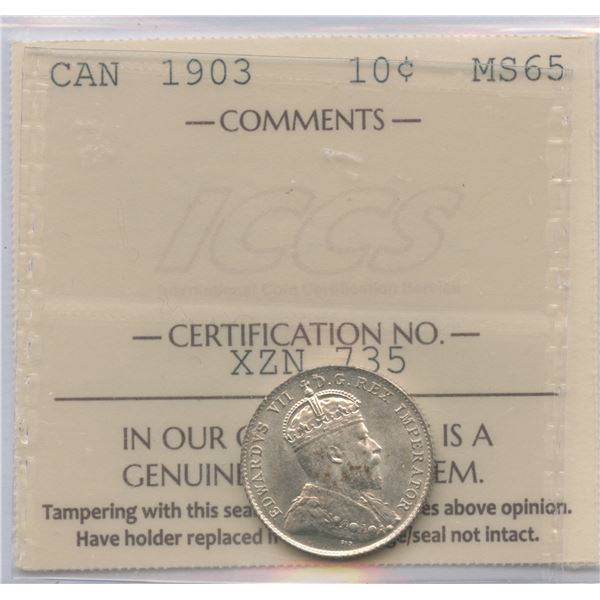 CAN 1903 10¢ MS65
— COMMENTS —
ICCS
International Coin Certification Service
— CERTIFICATION NO. —
XZN 735
IN OUR IS A
GENUINE EM.
Tampering with this sea es above opinion.
Have holder replaced i ge/seal not intact.
EDWARDVS VII D.G. REX IMPERATOR